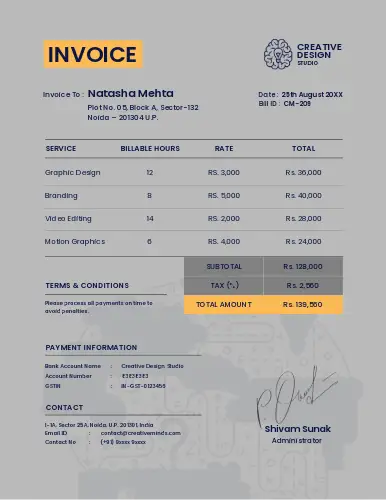 INVOICE
CREATIVE
DESIGN
STUDIO
Invoice To : Natasha Mehta
Plot No. 05, Block A, Sector-132
Noida – 201304 U.P.
Date : 25th August 20XX
Bill ID : CM-209
SERVICE BILLABLE HOURS RATE TOTAL
Graphic Design 12 RS. 3,000 Rs. 36,000
Branding 8 RS. 5,000 Rs. 40,000
Video Editing 14 RS. 2,000 Rs. 28,000
Motion Graphics 6 RS. 4,000 Rs. 24,000
SUBTOTAL Rs. 128,000
TAX (%) Rs. 2,560
TOTAL AMOUNT Rs. 139,560
TERMS & CONDITIONS
Please process all payments on time to
avoid penalties.
PAYMENT INFORMATION
Bank Account Name : Creative Design Studio
Account Number :
GSTIN : IN-GST-0123456
CONTACT
I-1A, Sector 25A, Noida, U.P. 201301, India
Email ID : contact@creativeminds.com
Contact No : (+91) 9xxxx 9xxxx
Shivam Sunak
Administrator